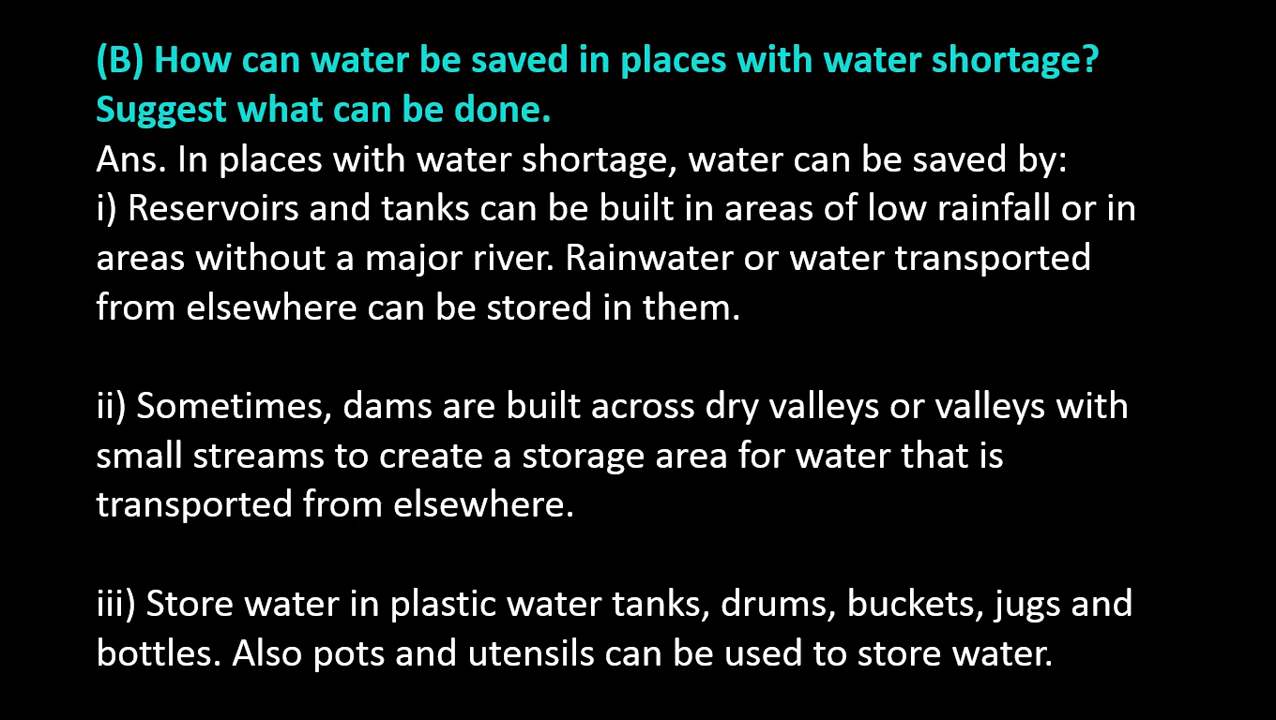 (B) How can water be saved in places with water shortage?
Suggest what can be done.
Ans. In places with water shortage, water can be saved by:
i) Reservoirs and tanks can be built in areas of low rainfall or in
areas without a major river. Rainwater or water transported
from elsewhere can be stored in them.
ii) Sometimes, dams are built across dry valleys or valleys with
small streams to create a storage area for water that is
transported from elsewhere.
iii) Store water in plastic water tanks, drums, buckets, jugs and
bottles. Also pots and utensils can be used to store water.